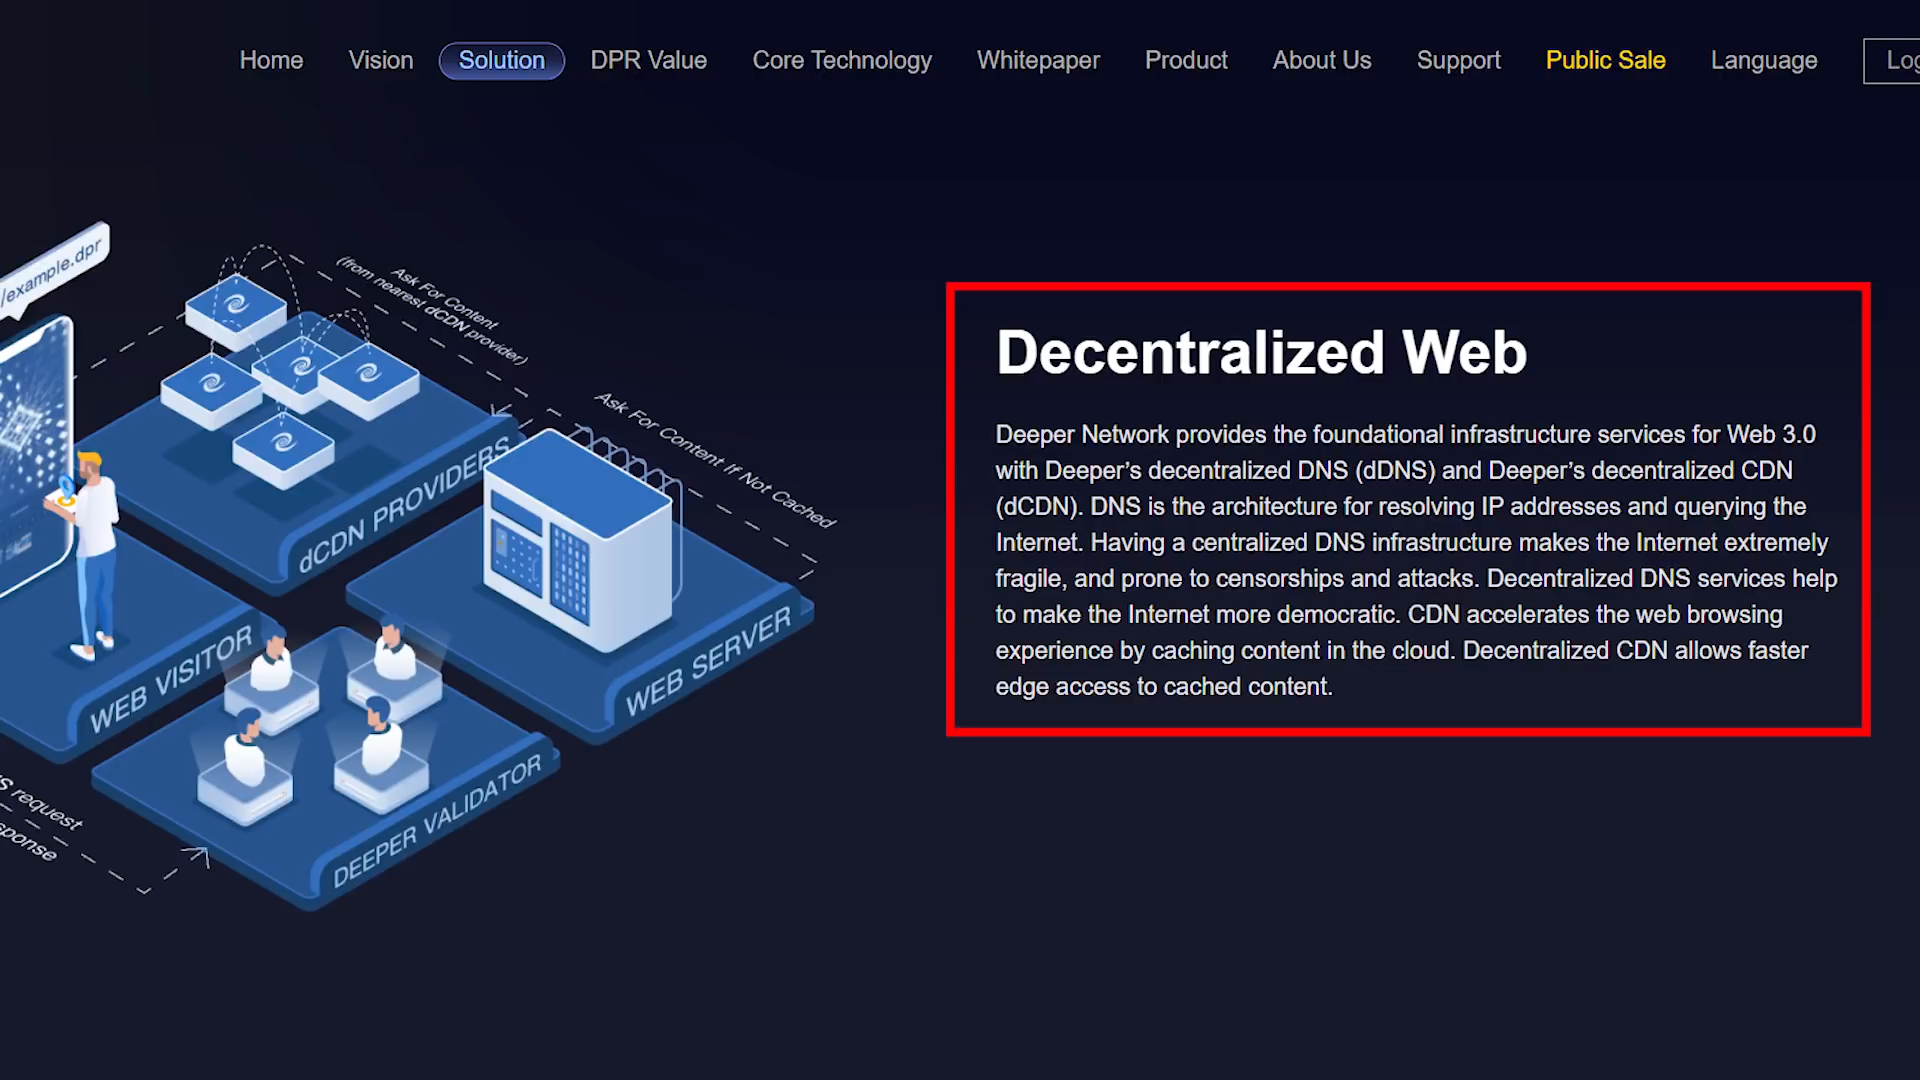 Home Vision Solution DPR Value Core Technology Whitepaper Product About Us Support Public Sale Language
/example.dpr
Ask For Content
(from nearest dCDN provider)
Ask For Content If Not Cached
dCDN PROVIDERS
WEB SERVER
WEB VISITOR
DEEPER VALIDATOR
request
Decentralized Web
Deeper Network provides the foundational infrastructure services for Web 3.0
with Deeper’s decentralized DNS (dDNS) and Deeper’s decentralized CDN
(dCDN). DNS is the architecture for resolving IP addresses and querying the
Internet. Having a centralized DNS infrastructure makes the Internet extremely
fragile, and prone to censorships and attacks. Decentralized DNS services help
to make the Internet more democratic. CDN accelerates the web browsing
experience by caching content in the cloud. Decentralized CDN allows faster
edge access to cached content.